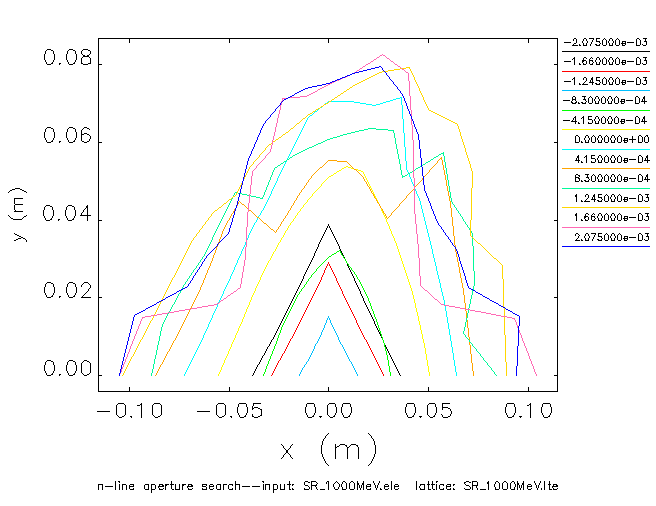 0.08
0.06
0.04
0.02
0.00
y (m)
-0.10 -0.05 0.00 0.05 0.10
x (m)
-2.075000e-03
-1.660000e-03
-1.245000e-03
-8.300000e-04
-4.150000e-04
0.000000e+00
4.150000e-04
8.300000e-04
1.245000e-03
1.660000e-03
2.075000e-03
n-line aperture search--input: SR_1000MeV.ele lattice: SR_1000MeV.lte